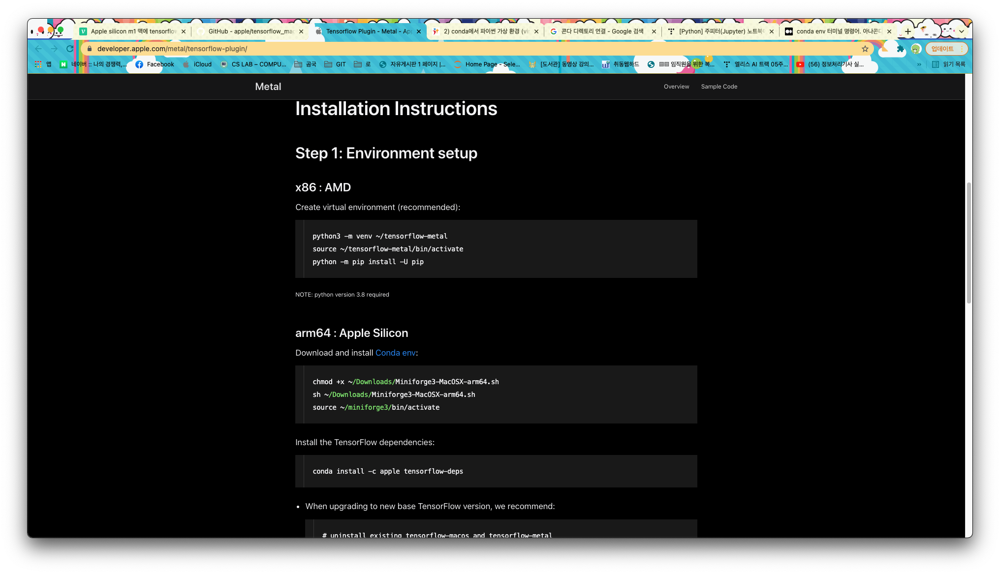 Apple silicon m1 맥에 tensorflow
GitHub - apple/tensorflow_mac
Tensorflow Plugin - Metal - App
2) conda에서 파이썬 가상 환경 (vir
콘다 디렉토리 연결 - Google 검색
[Python] 주피터(Jupyter) 노트북
conda env 터미널 명령어. 아나콘다
developer.apple.com/metal/tensorflow-plugin/
업데이트
앱
네이버 :: 나의 경쟁력,...
Facebook
iCloud
CS LAB – COMPU...
곰국
GIT
로
자유게시판 1 페이지 |...
Home Page - Sele...
[도서관] 동영상 강의...
취동웹하드
임직원을 위한 복...
엘리스 AI 트랙 05주...
(56) 정보처리기사 실...
»
읽기 목록
Metal
Overview
Sample Code
Installation Instructions
Step 1: Environment setup
x86 : AMD
Create virtual environment (recommended):
python3 -m venv ~/tensorflow-metal
source ~/tensorflow-metal/bin/activate
python -m pip install -U pip
NOTE: python version 3.8 required
arm64 : Apple Silicon
Download and install Conda env:
chmod +x ~/Downloads/Miniforge3-MacOSX-arm64.sh
sh ~/Downloads/Miniforge3-MacOSX-arm64.sh
source ~/miniforge3/bin/activate
Install the TensorFlow dependencies:
conda install -c apple tensorflow-deps
• When upgrading to new base TensorFlow version, we recommend:
# uninstall existing tensorflow-macos and tensorflow-metal